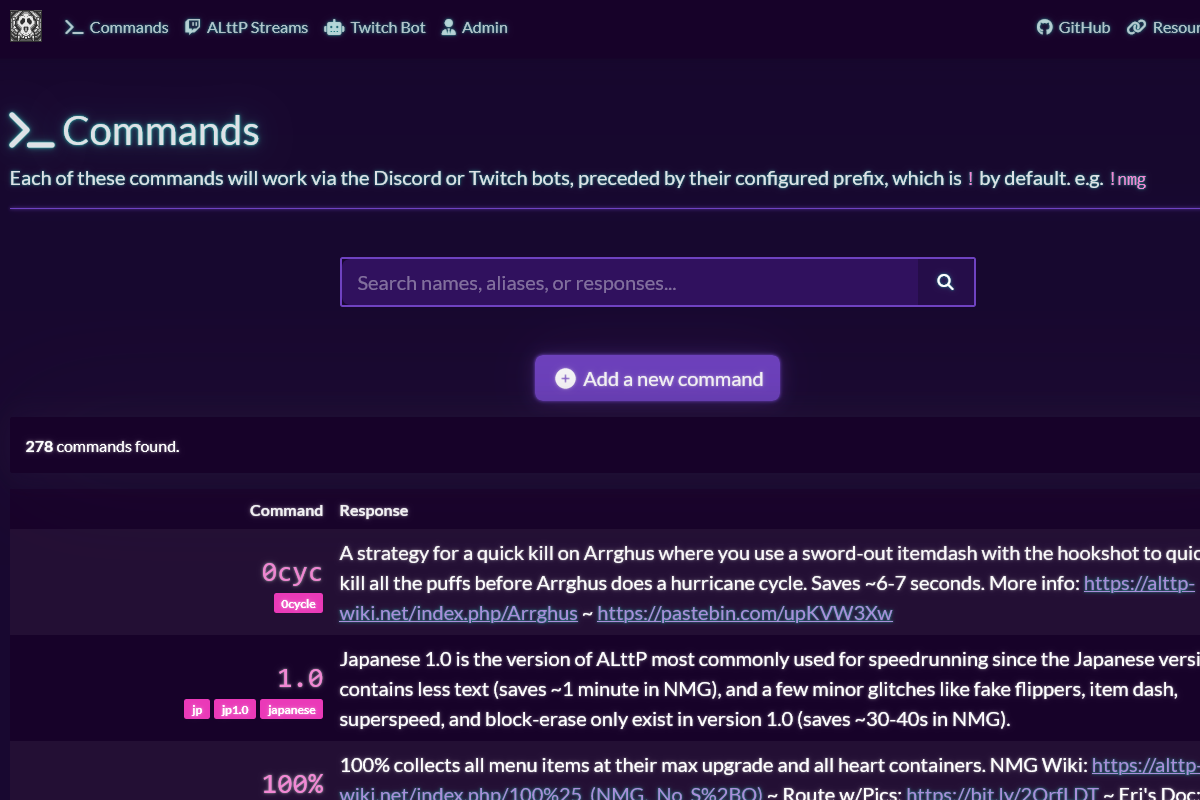 Commands ALttP Streams Twitch Bot Admin GitHub
Commands
Each of these commands will work via the Discord or Twitch bots, preceded by their configured prefix, which is ! by default. e.g. !nmg
Search names, aliases, or responses...
Add a new command
278 commands found.
Command Response
0cyc
0cycle
A strategy for a quick kill on Arrghus where you use a sword-out itemdash with the hookshot to
kill all the puffs before Arrghus does a hurricane cycle. Saves ~6-7 seconds. More info: https://alttp-
wiki.net/index.php/Arrghus ~ https://pastebin.com/upKVW3Xw
1.0
jp jp1.0 japanese
Japanese 1.0 is the version of ALttP most commonly used for speedrunning since the Japanese
contains less text (saves ~1 minute in NMG), and a few minor glitches like fake flippers, item dash,
superspeed, and block-erase only exist in version 1.0 (saves ~30-40s in NMG).
100%
100% collects all menu items at their max upgrade and all heart containers. NMG Wiki: https://alttp-
wiki.net/index.php/100%25_(NMG,_No_S%2BQ) ~ Route w/Pics: https://bit.ly/2OrfLDT ~ Eri's